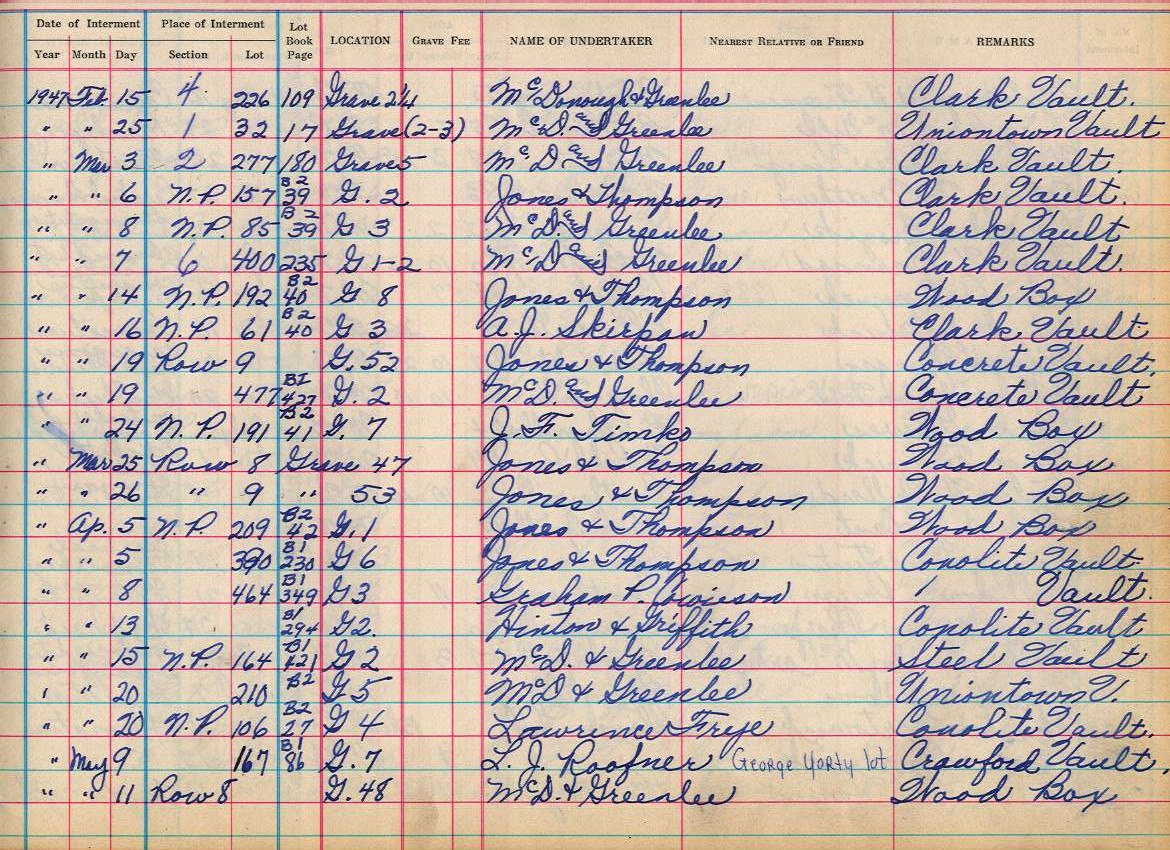 Date of Interment Place of Interment Lot Book Page LOCATION GRAVE FEE NAME OF UNDERTAKER NEAREST RELATIVE OR FRIEND REMARKS
Year Month Day Section Lot
1947 Feb. 15 4 226 109 Grave 24 McDonough & Greenlee Clark Vault.
" " 25 1 32 17 Grave (2-3) McD. and Greenlee Uniontown Vault
" Mar 3 2 277 180 Grave 5 McD and Greenlee Clark Vault.
" " 6 N.P. 157 B2 39 G. 2 Jones & Thompson Clark Vault.
" " 8 N.P. 85 B2 39 G 3 McD. and Greenlee Clark Vault
" " 7 6 400 235 G 1-2 McD and Greenlee Clark Vault.
" " 14 N.P. 192 B2 40 G 8 Jones & Thompson Wood Box
" " 16 N.P. 61 B2 40 G 3 A.J. Skirpan Clark Vault
" " 19 Row 9 G. 52 Jones & Thompson Concrete Vault.
" " 19 477 B1 427 G. 2 McD. and Greenlee Concrete Vault
" " 24 N.P. 191 B2 41 G. 7 J.F. Timko Wood Box
" Mar 25 Row 8 Grave 47 Jones & Thompson Wood Box
" " 26 " 9 " 53 Jones & Thompson Wood Box
" Ap. 5 N.P. 209 B2 42 G. 1 Jones & Thompson Wood Box
" " 5 390 B1 230 G 6 Jones & Thompson Conolite Vault
" " 8 464 B1 349 G 3 Graham P. Cowieson Vault.
" " 13 B1 294 G 2. Hinton & Griffith Conolite Vault
" " 15 N.P. 164 B1 121 G 2 McD. & Greenlee Steel Vault
" " 20 210 B2 G 5 McD & Greenlee Uniontown V.
" " 20 N.P. 106 B2 27 G 4 Lawrence Frye Conolite Vault.
" May 9 167 B1 86 G. 7 L.J. Roofner George Yorty lot Crawford Vault.
" " 11 Row 8 G. 48 McD. & Greenlee Wood Box